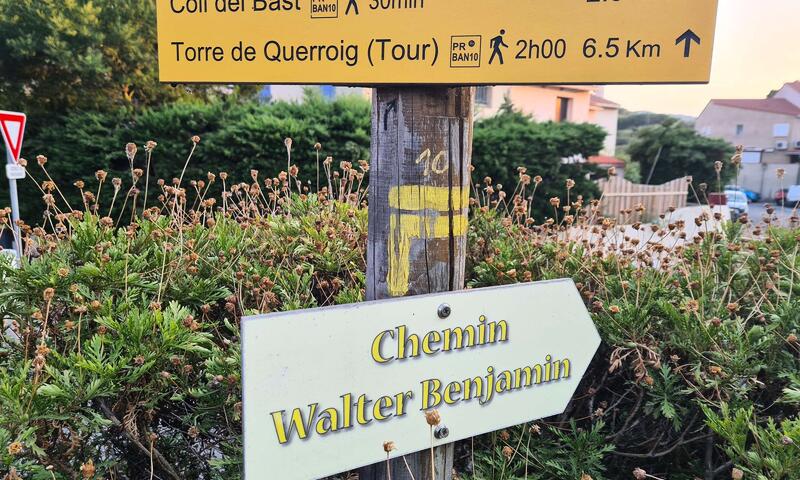 Coll del Bast PR BAN10 30min
Torre de Querroig (Tour) PR BAN10 2h00 6.5 Km
10
Chemin
Walter Benjamin